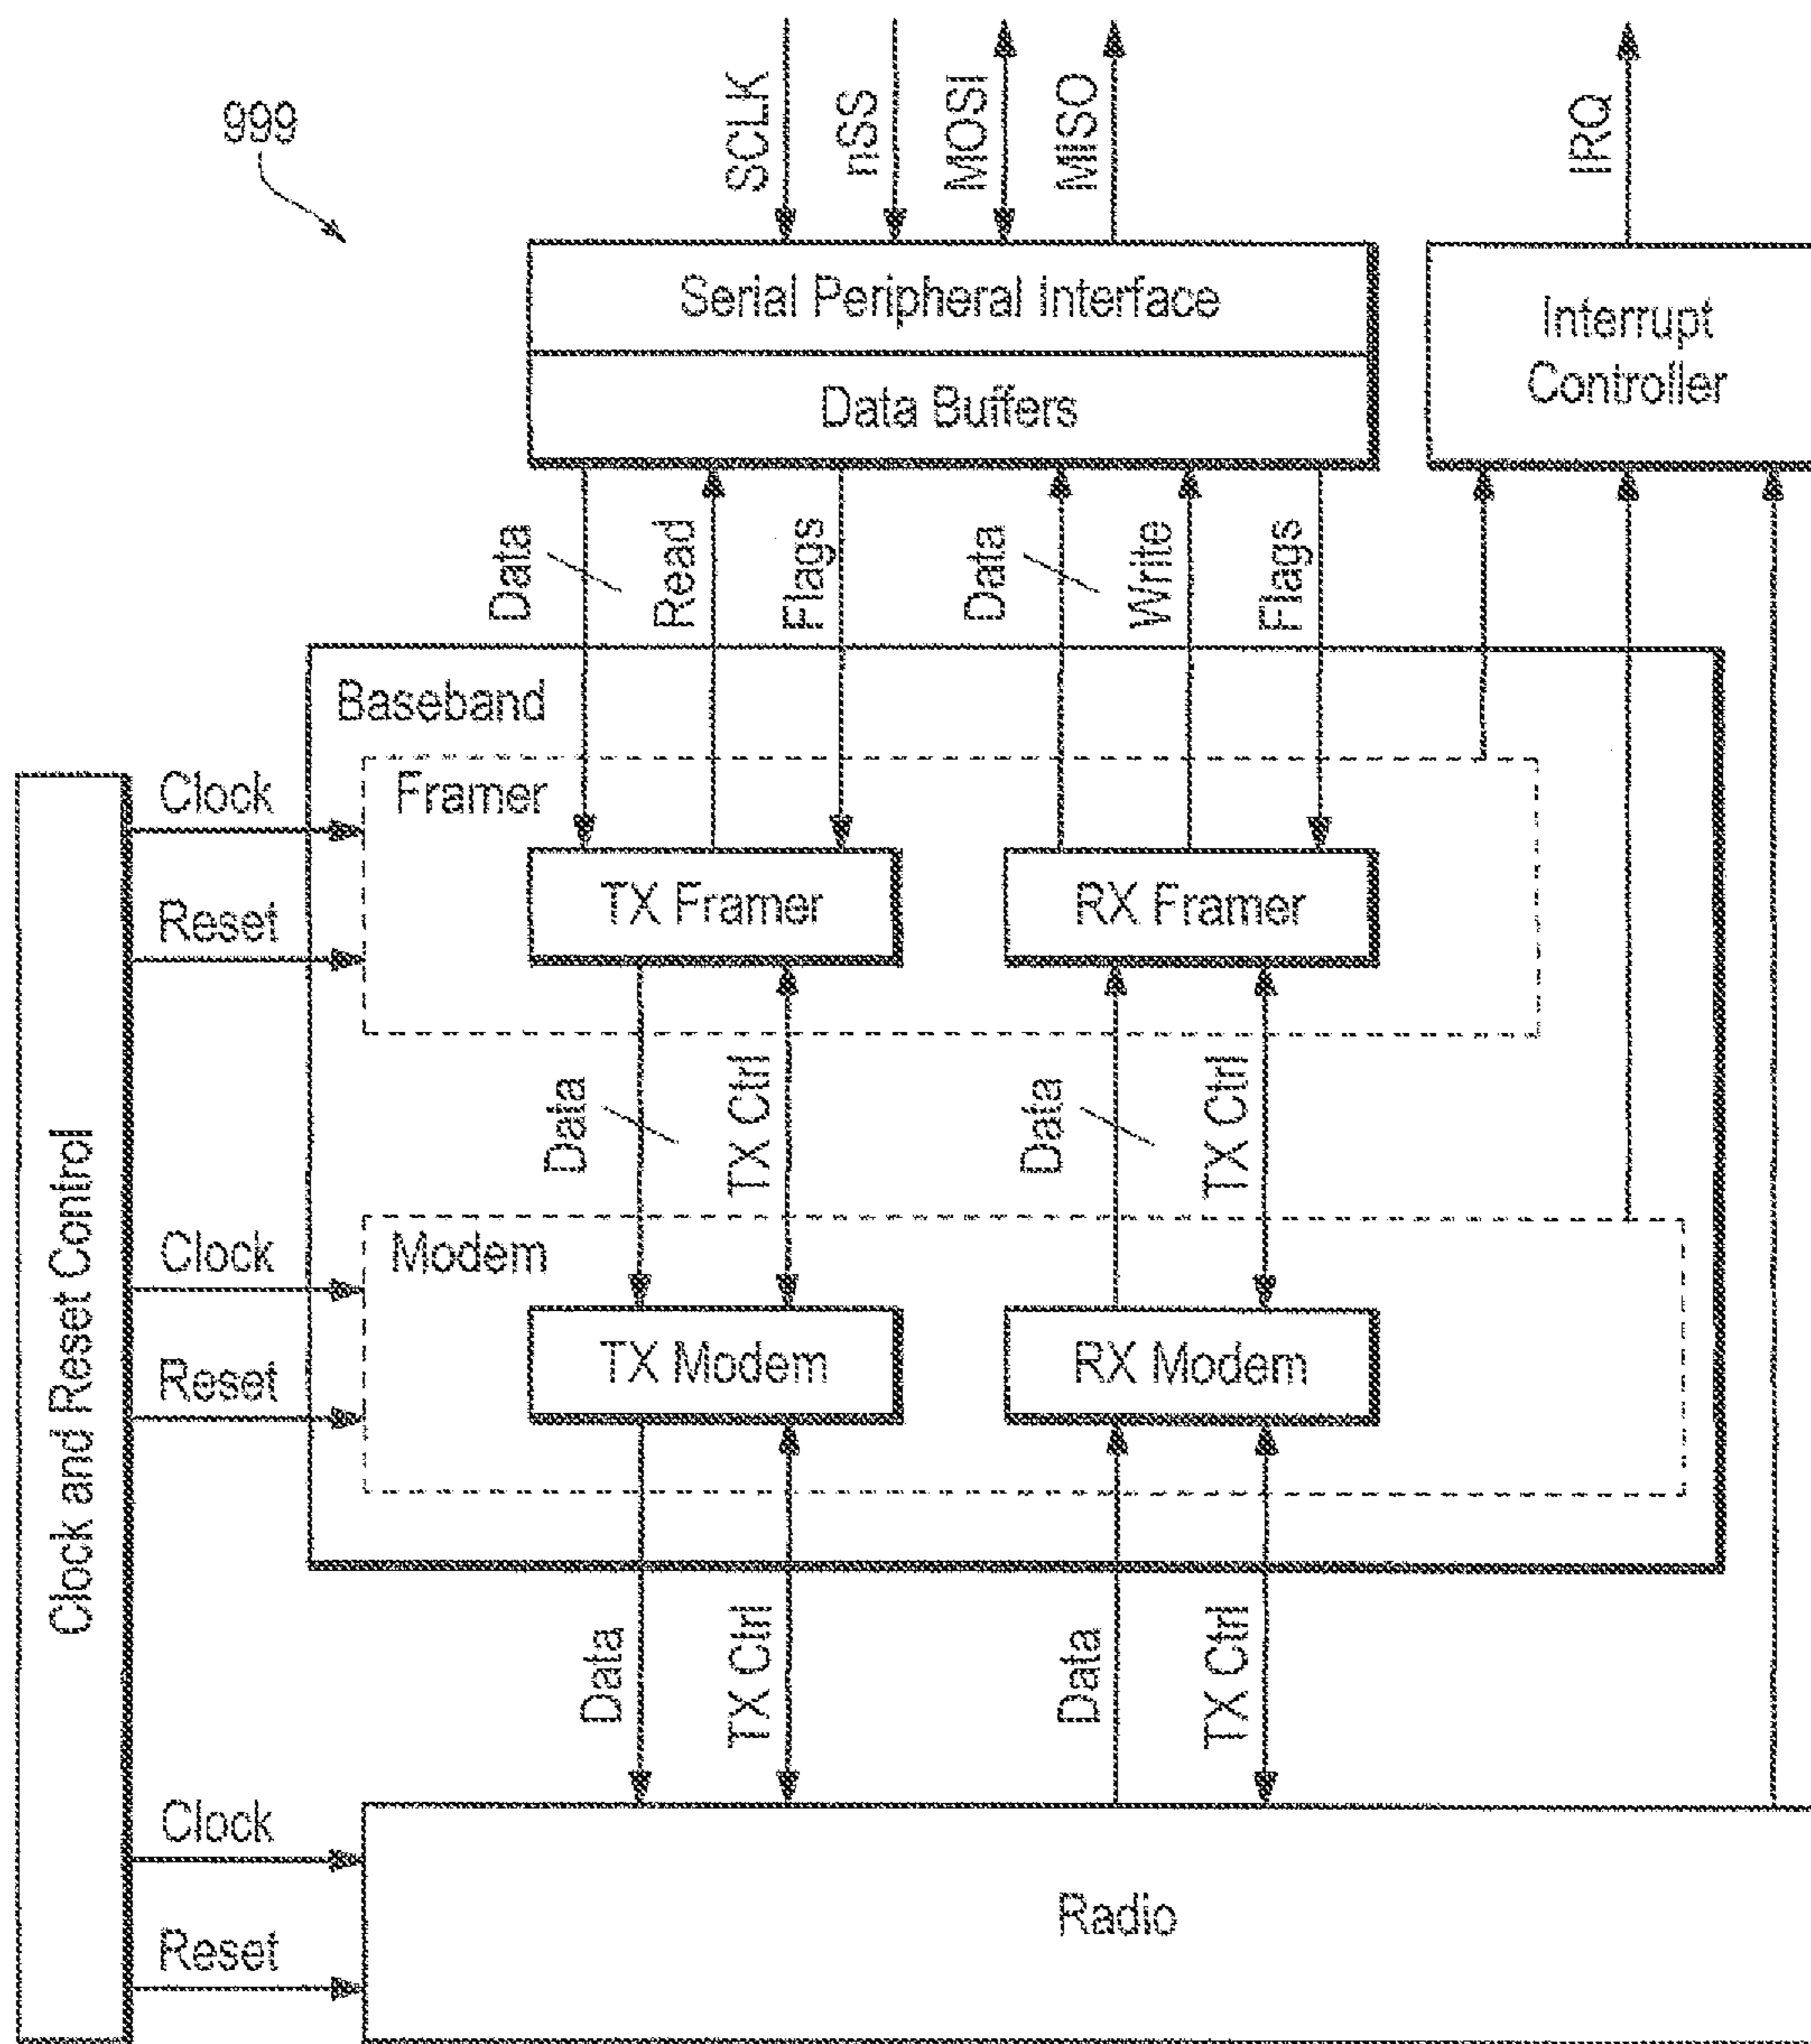 999
SCLK
nSS
MOSI
MISO
IRQ
Serial Peripheral Interface
Data Buffers
Interrupt
Controller
Data
Read
Flags
Data
Write
Flags
Baseband
Framer
Clock
Reset
TX Framer
RX Framer
Data
TX Ctrl
Data
TX Ctrl
Clock and Reset Control
Clock
Reset
Modem
TX Modem
RX Modem
Data
TX Ctrl
Data
TX Ctrl
Clock
Reset
Radio